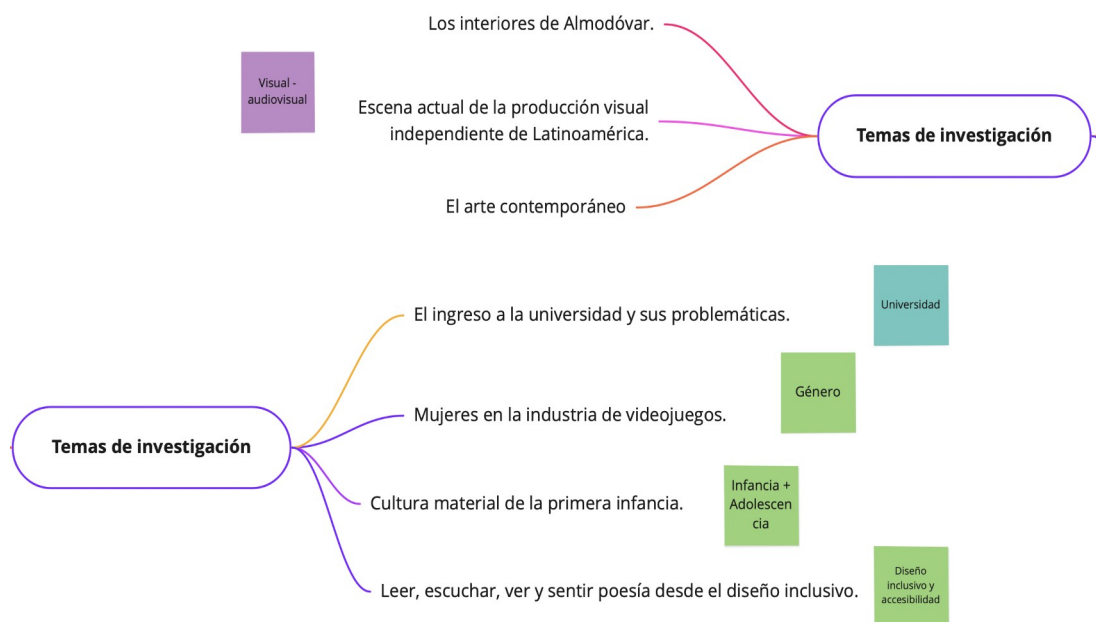 Los interiores de Almodóvar.
Visual -
audiovisual
Escena actual de la producción visual
independiente de Latinoamérica.
Temas de investigación
El arte contemporáneo
El ingreso a la universidad y sus problemáticas.
Universidad
Género
Mujeres en la industria de videojuegos.
Temas de investigación
Cultura material de la primera infancia.
Infancia +
Adolescen
cia
Leer, escuchar, ver y sentir poesía desde el diseño inclusivo.
Diseño
inclusivo y
accesibilidad